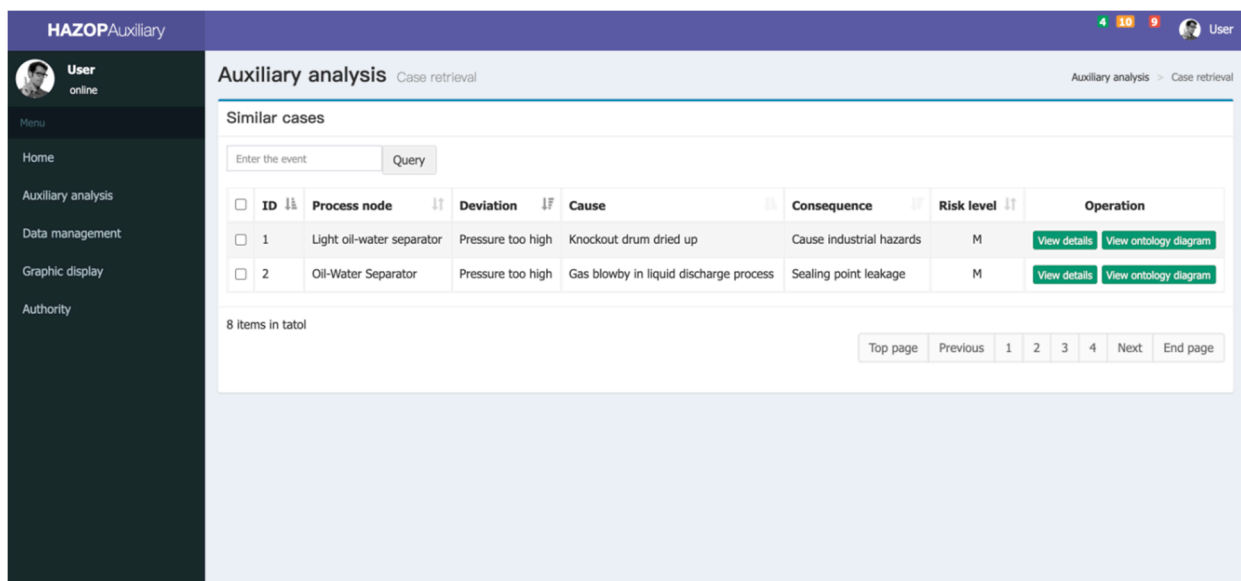 HAZOPAuxiliary
4 10 9 User
User
online
Auxiliary analysis Case retrieval
Auxiliary analysis > Case retrieval
Menu
Home
Auxiliary analysis
Data management
Graphic display
Authority
Similar cases
Enter the event Query
ID Process node Deviation Cause Consequence Risk level Operation
1 Light oil-water separator Pressure too high Knockout drum dried up Cause industrial hazards M View details View ontology diagram
2 Oil-Water Separator Pressure too high Gas blowby in liquid discharge process Sealing point leakage M View details View ontology diagram
8 items in tatol
Top page Previous 1 2 3 4 Next End page